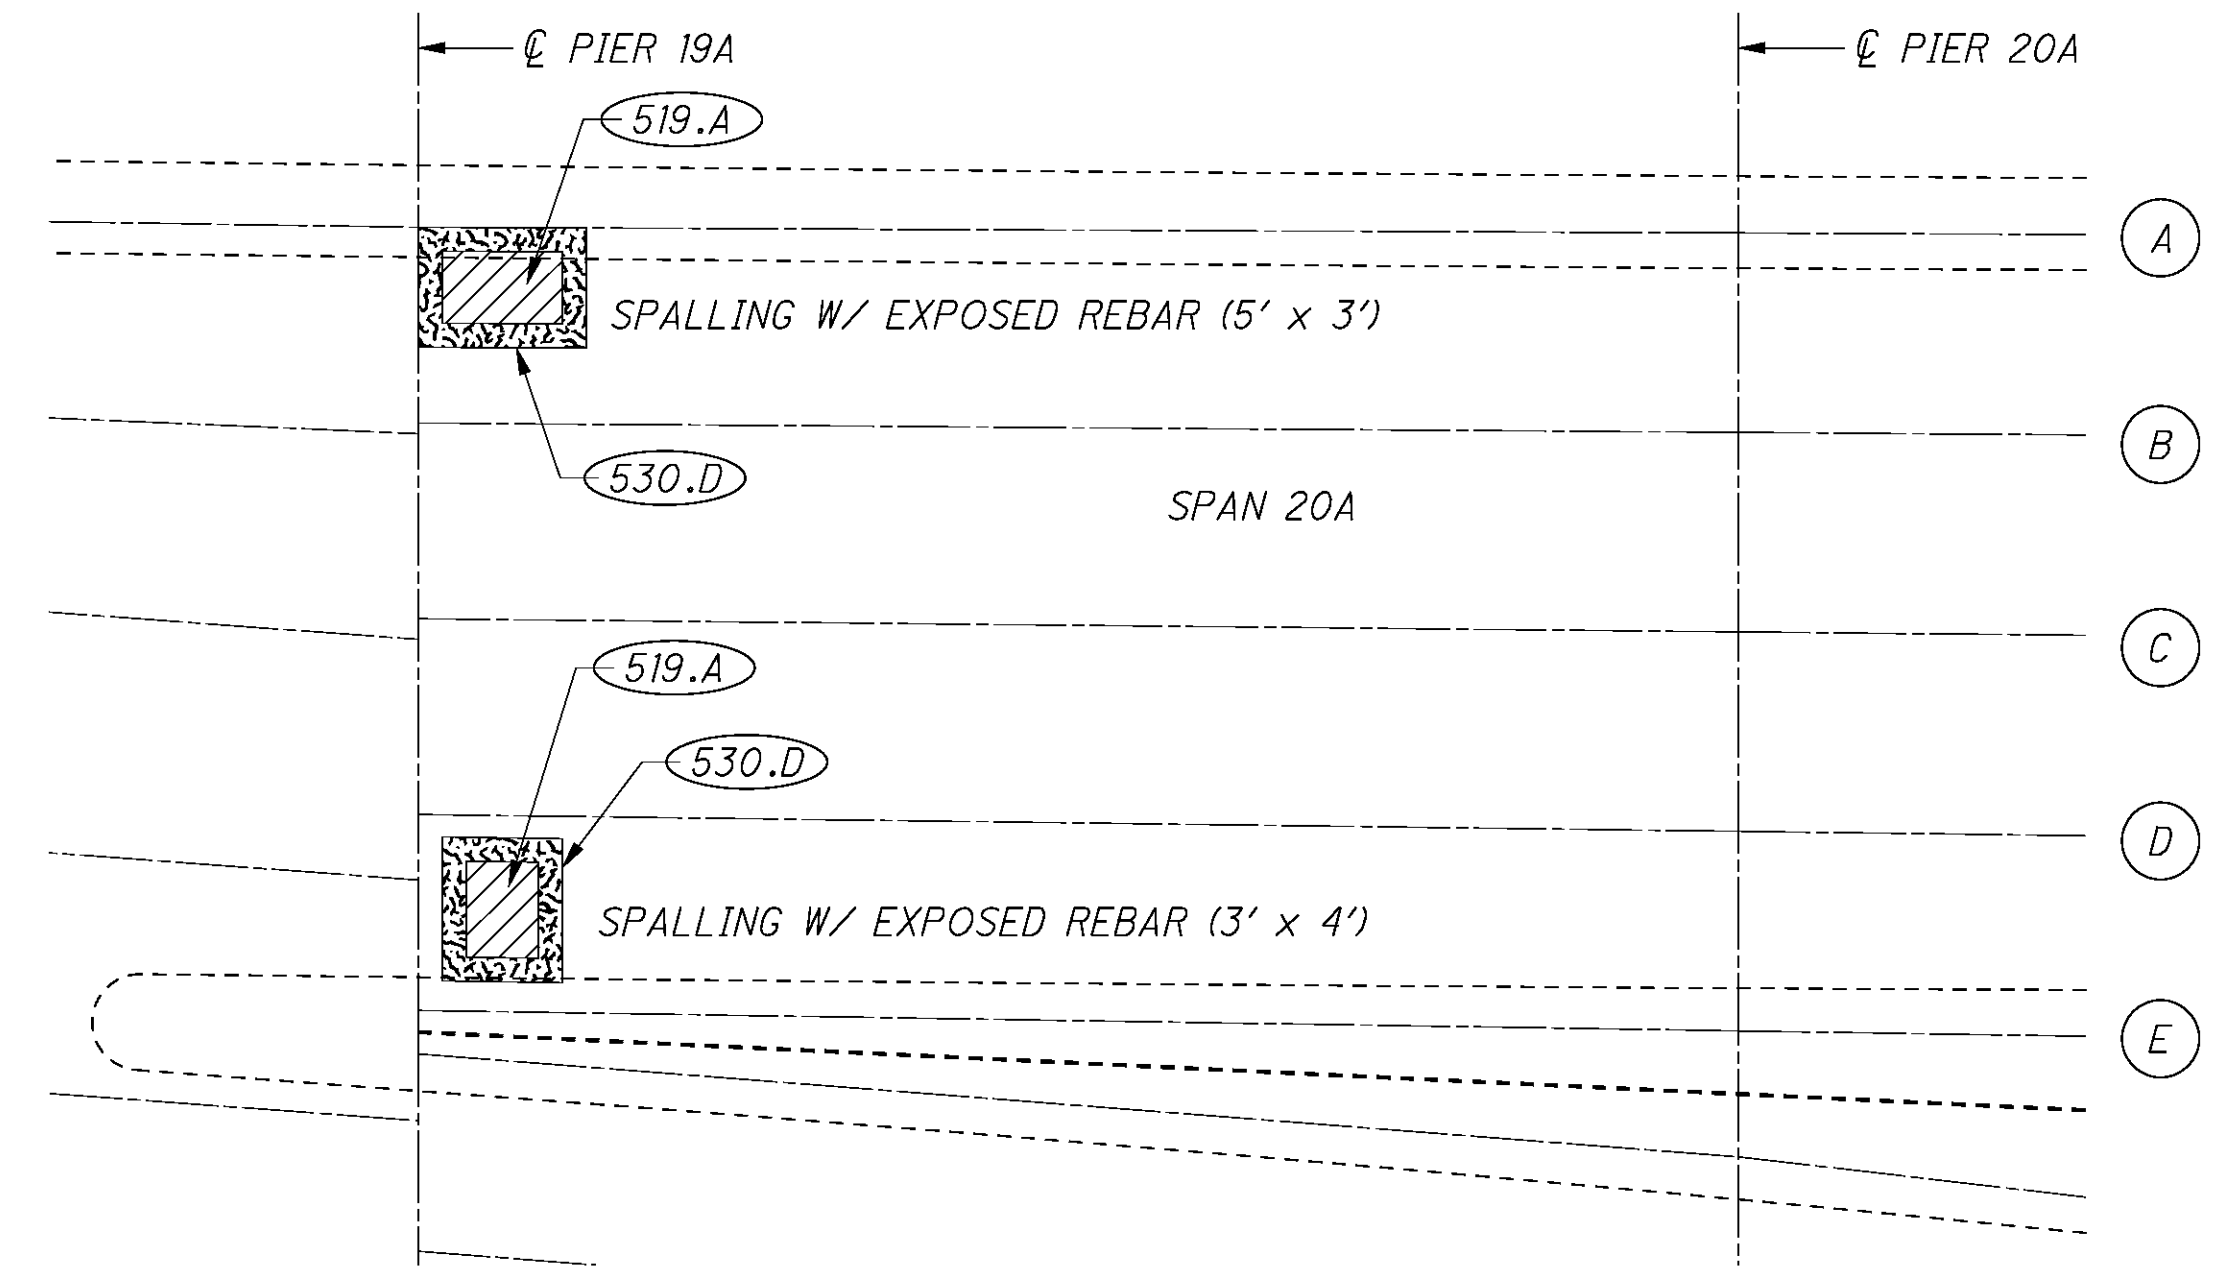 ℄ PIER 19A
℄ PIER 20A
519.A
A
SPALLING W/ EXPOSED REBAR (5' x 3')
B
530.D
SPAN 20A
C
519.A
530.D
D
SPALLING W/ EXPOSED REBAR (3' x 4')
E